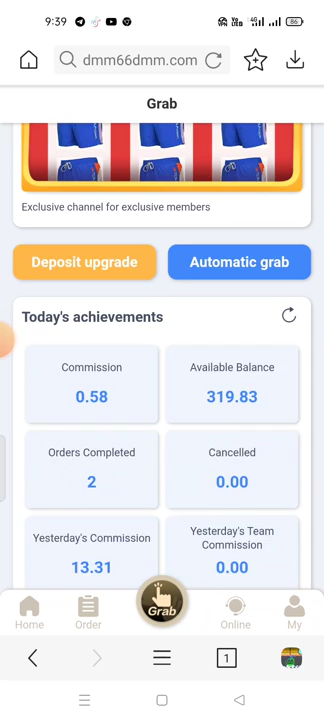 9:39
4G
86
dmm66dmm.com
Grab
Exclusive channel for exclusive members
Deposit upgrade
Automatic grab
Today's achievements
Commission
0.58
Available Balance
319.83
Orders Completed
2
Cancelled
0.00
Yesterday's Commission
13.31
Yesterday's Team
Commission
0.00
Home
Order
Grab
Online
My
1